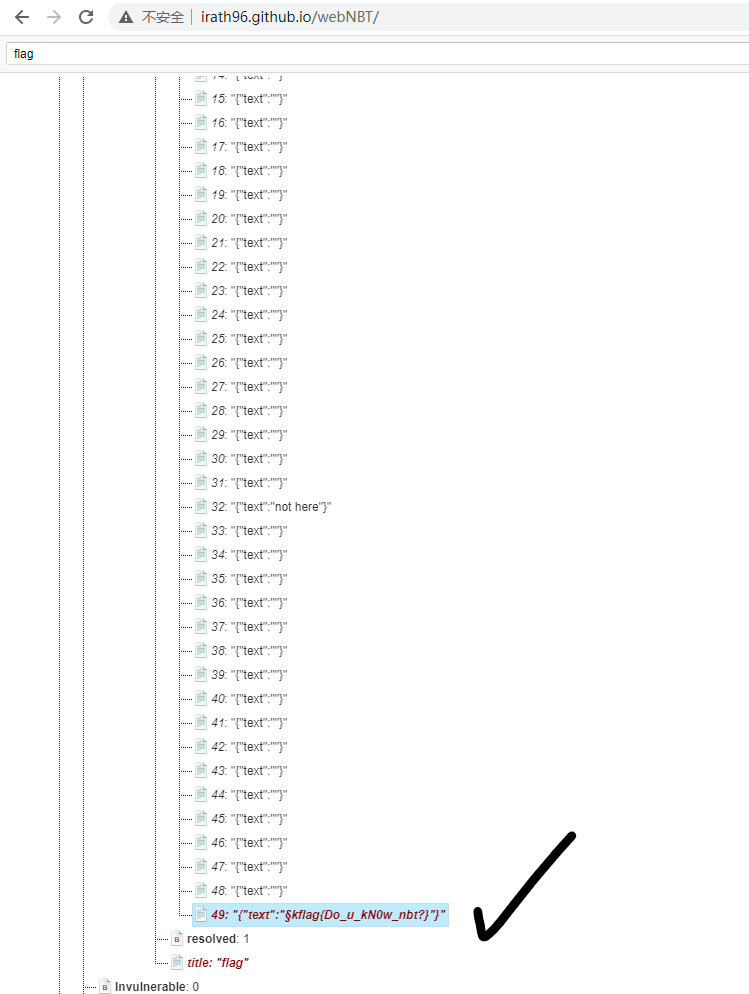 不安全 | irath96.github.io/webNBT/
flag
14: "{"text":""}"
15: "{"text":""}"
16: "{"text":""}"
17: "{"text":""}"
18: "{"text":""}"
19: "{"text":""}"
20: "{"text":""}"
21: "{"text":""}"
22: "{"text":""}"
23: "{"text":""}"
24: "{"text":""}"
25: "{"text":""}"
26: "{"text":""}"
27: "{"text":""}"
28: "{"text":""}"
29: "{"text":""}"
30: "{"text":""}"
31: "{"text":""}"
32: "{"text":"not here"}"
33: "{"text":""}"
34: "{"text":""}"
35: "{"text":""}"
36: "{"text":""}"
37: "{"text":""}"
38: "{"text":""}"
39: "{"text":""}"
40: "{"text":""}"
41: "{"text":""}"
42: "{"text":""}"
43: "{"text":""}"
44: "{"text":""}"
45: "{"text":""}"
46: "{"text":""}"
47: "{"text":""}"
48: "{"text":""}"
49: "{"text":"§kflag{Do_u_kN0w_nbt?}"}"
B resolved: 1
title: "flag"
B Invulnerable: 0